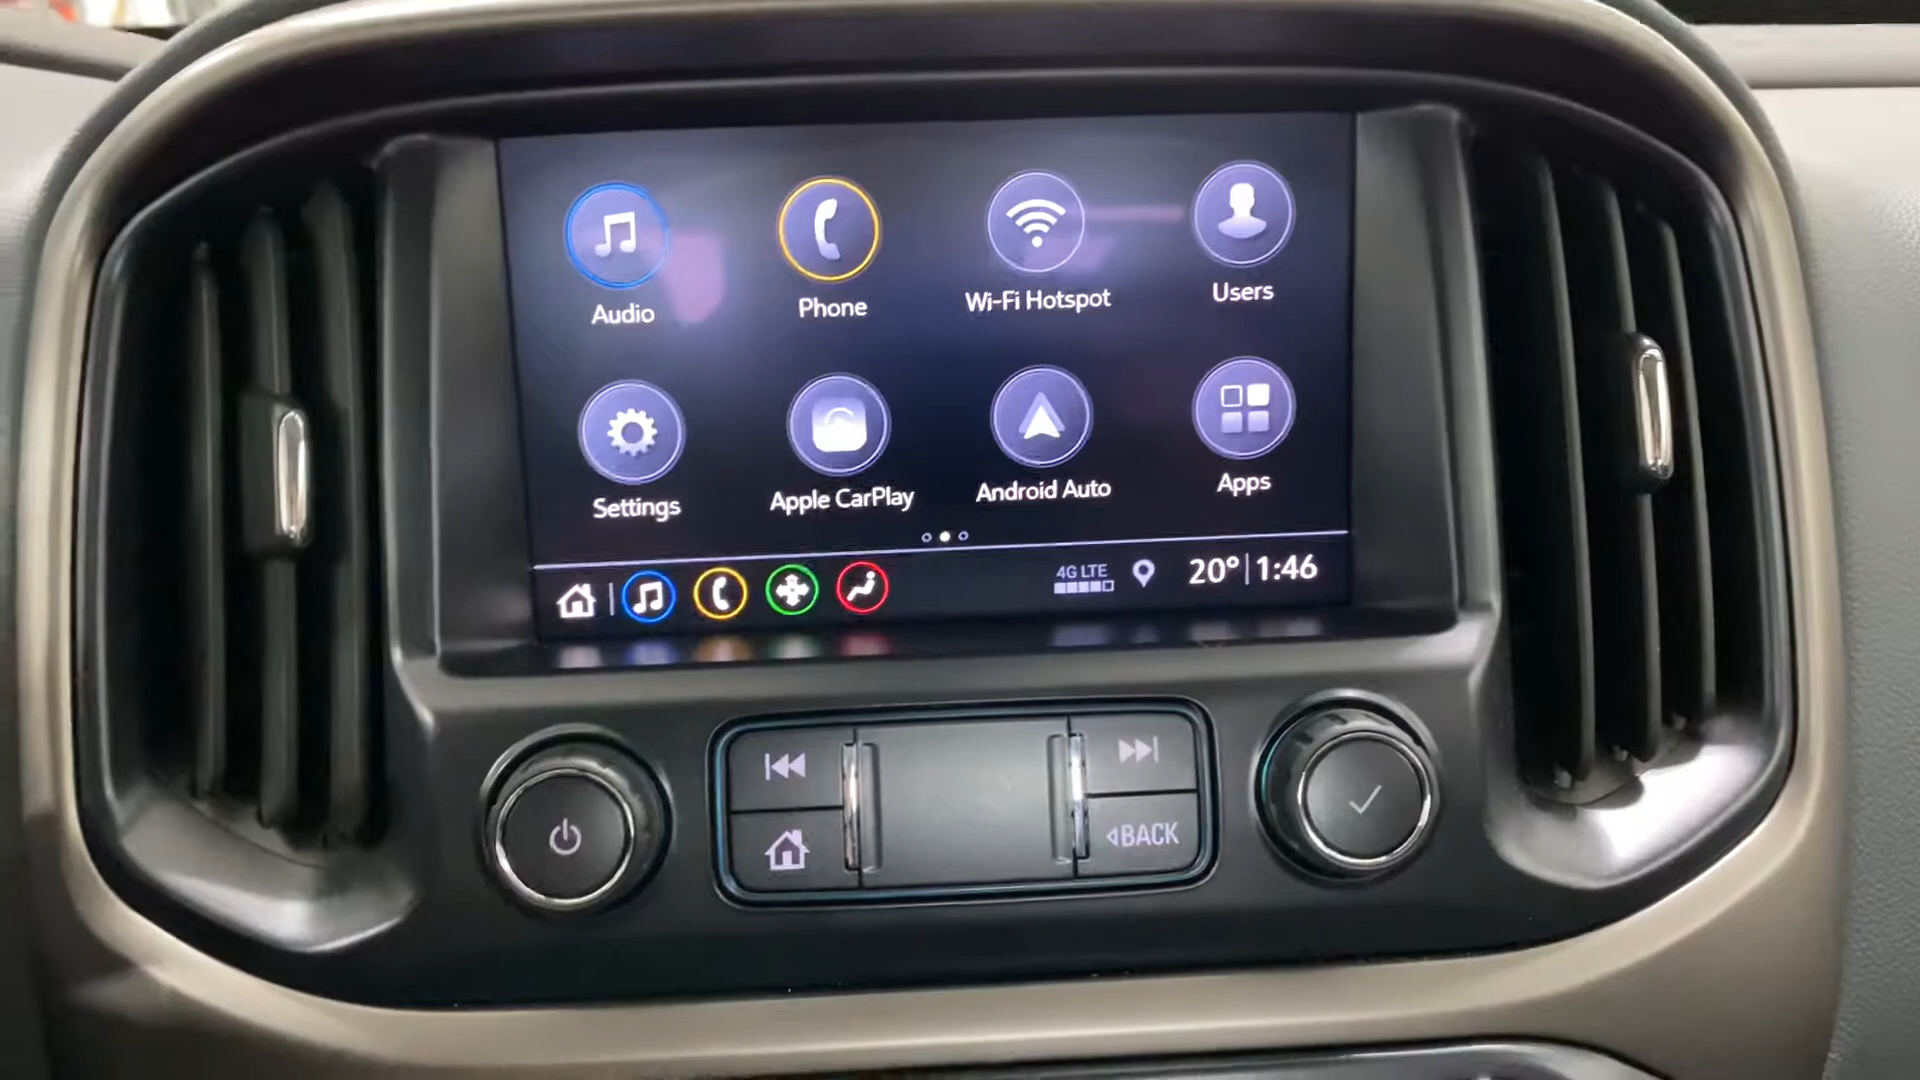 Audio
Phone
Wi-Fi Hotspot
Users
Settings
Apple CarPlay
Android Auto
Apps
4G LTE
20° 1:46
BACK